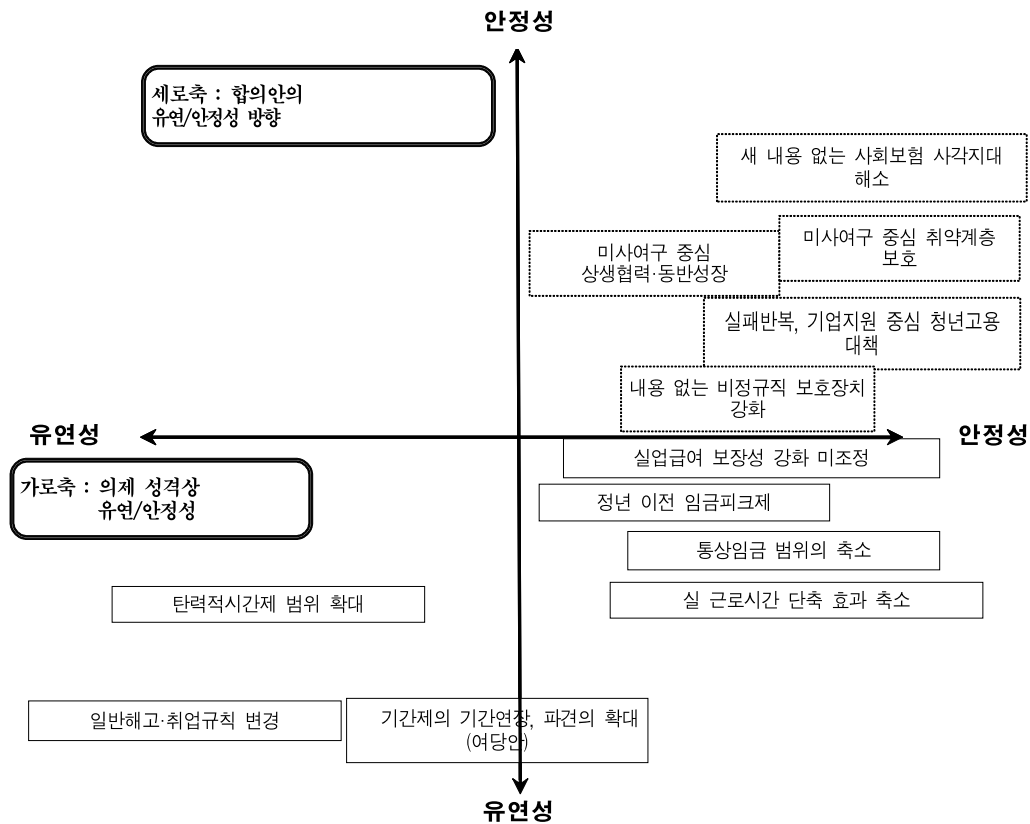 안정성
세로축 : 합의안의
유연/안정성 방향
새 내용 없는 사회보험 사각지대
해소
미사여구 중심 취약계층
보호
미사여구 중심
상생협력·동반성장
실패반복, 기업지원 중심 청년고용
대책
내용 없는 비정규직 보호장치
강화
유연성
안정성
실업급여 보장성 강화 미조정
가로축 : 의제 성격상
유연/안정성
정년 이전 임금피크제
통상임금 범위의 축소
탄력적시간제 범위 확대
실 근로시간 단축 효과 축소
일반해고·취업규칙 변경
기간제의 기간연장, 파견의 확대
(여당안)
유연성